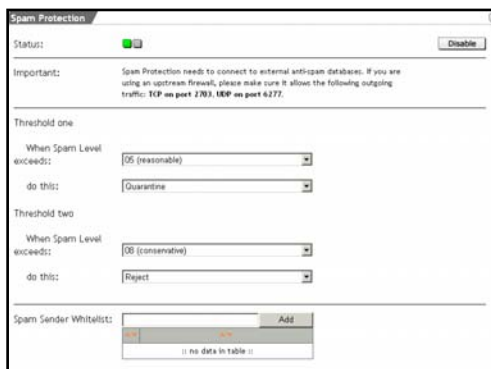 Spam Protection
Status:
Disable
Important:
Spam Protection needs to connect to external anti-spam databases. If you are
using an upstream firewall, please make sure it allows the following outgoing
traffic: TCP on port 2703, UDP on port 6277.
Threshold one
When Spam Level
exceeds:
05 (reasonable)
do this:
Quarantine
Threshold two
When Spam Level
exceeds:
08 (conservative)
do this:
Reject
Spam Sender Whitelist:
Add
:: no data in table ::